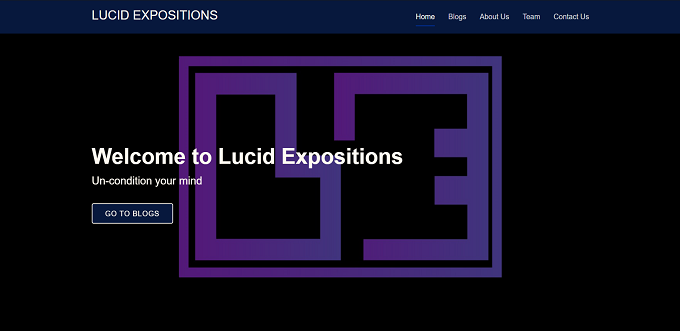 LUCID EXPOSITIONS
Home Blogs About Us Team Contact Us
Welcome to Lucid Expositions
Un-condition your mind
GO TO BLOGS